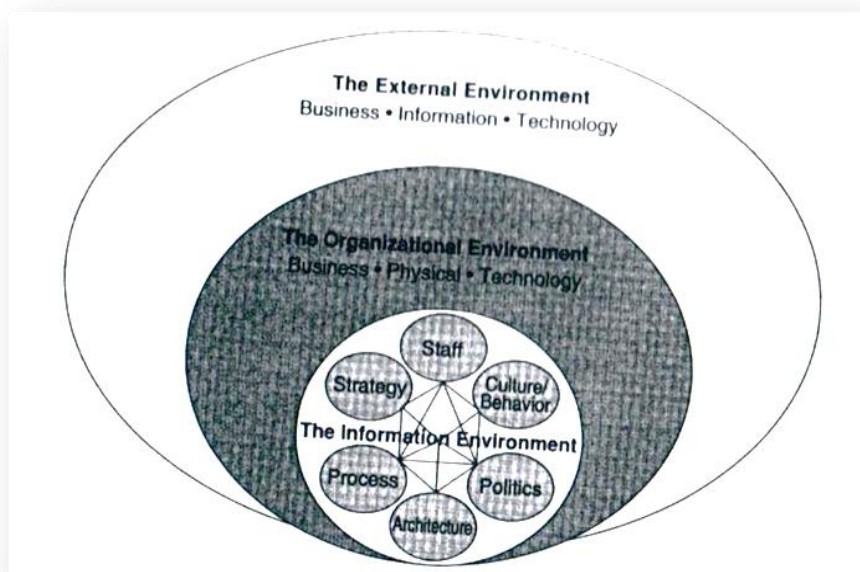 The External Environment
Business • Information • Technology
The Organizational Environment
Business • Physical • Technology
Staff
Strategy
Culture/
Behavior
The Information Environment
Process
Politics
Architecture